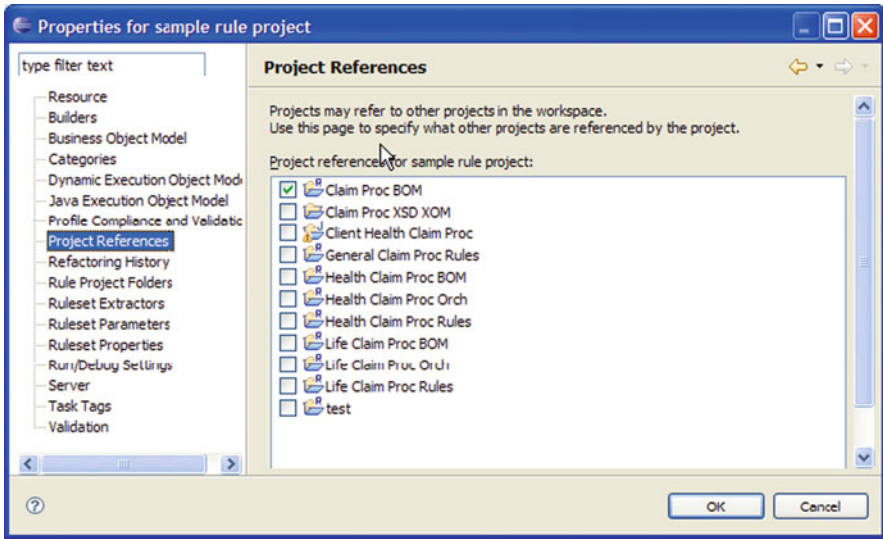 Properties for sample rule project
type filter text
Resource
Builders
Business Object Model
Categories
Dynamic Execution Object Mode
Java Execution Object Model
Profile Compliance and Validatic
Project References
Refactoring History
Rule Project Folders
Ruleset Extractors
Ruleset Parameters
Ruleset Properties
Run/Debug Settings
Server
Task Tags
Validation
Project References
Projects may refer to other projects in the workspace.
Use this page to specify what other projects are referenced by the project.
Project references for sample rule project:
Claim Proc BOM
Claim Proc XSD XOM
Client Health Claim Proc
General Claim Proc Rules
Health Claim Proc BOM
Health Claim Proc Orch
Health Claim Proc Rules
Life Claim Proc BOM
Life Claim Proc Orch
Life Claim Proc Rules
test
OK
Cancel